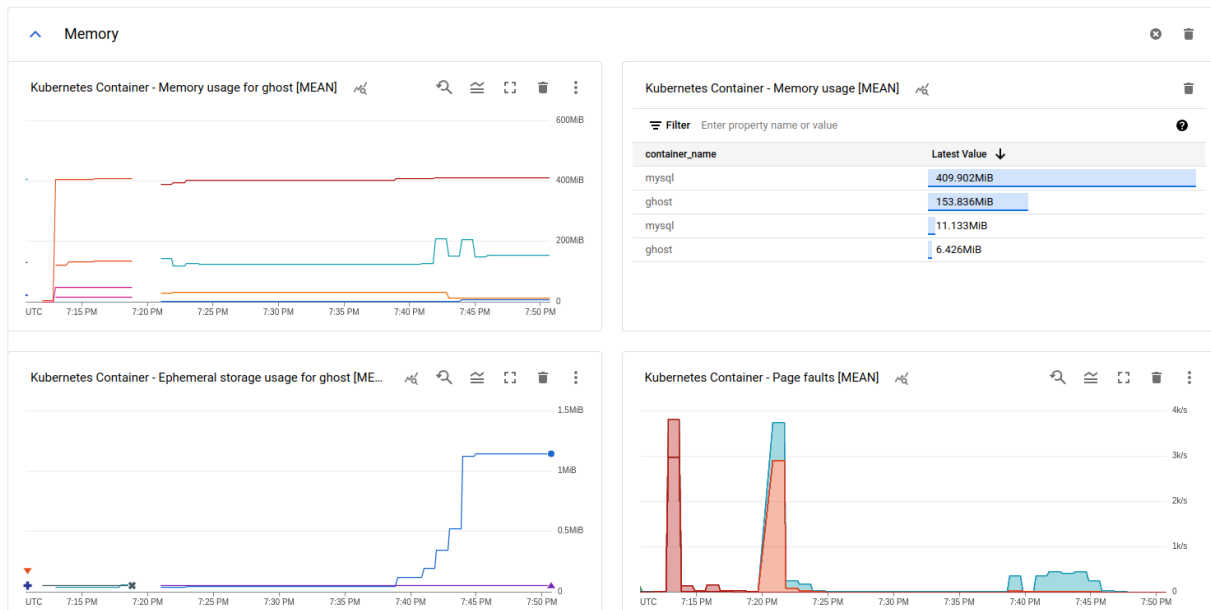 Memory
Kubernetes Container - Memory usage for ghost [MEAN]
600MiB
400MiB
200MiB
0
UTC 7:15 PM 7:20 PM 7:25 PM 7:30 PM 7:35 PM 7:40 PM 7:45 PM 7:50 PM
Kubernetes Container - Memory usage [MEAN]
Filter Enter property name or value
container_name Latest Value
mysql 409.902MiB
ghost 153.836MiB
mysql 11.133MiB
ghost 6.426MiB
Kubernetes Container - Ephemeral storage usage for ghost [ME...
1.5MiB
1MiB
0.5MiB
0
UTC 7:15 PM 7:20 PM 7:25 PM 7:30 PM 7:35 PM 7:40 PM 7:45 PM 7:50 PM
Kubernetes Container - Page faults [MEAN]
4k/s
3k/s
2k/s
1k/s
0
UTC 7:15 PM 7:20 PM 7:25 PM 7:30 PM 7:35 PM 7:40 PM 7:45 PM 7:50 PM